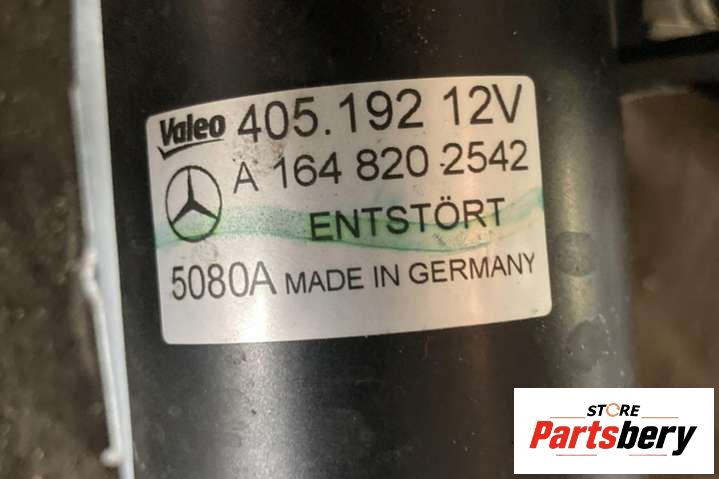 Valeo 405.192 12V
A 164 820 2542
ENTSTÖRT
5080A MADE IN GERMANY
STORE
Partsbery